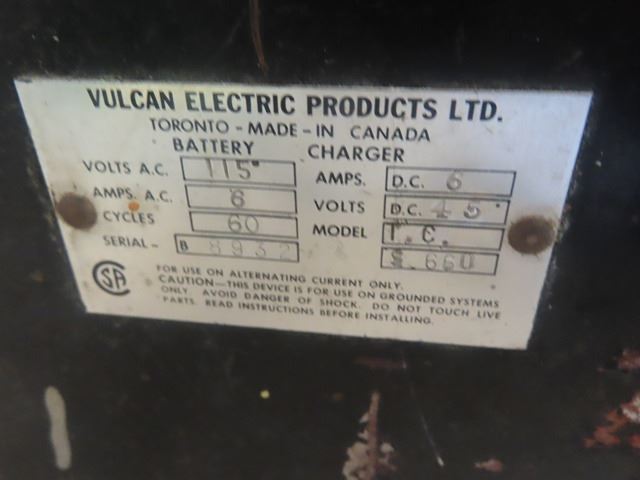 VULCAN ELECTRIC PRODUCTS LTD.
TORONTO - MADE - IN CANADA
BATTERY CHARGER
VOLTS A.C. 115 AMPS. D.C. 6
AMPS. A.C. 6 VOLTS D.C. 45
CYCLES 60 MODEL T.C.
SERIAL - B 8932 S. 660
CSA
FOR USE ON ALTERNATING CURRENT ONLY.
CAUTION—THIS DEVICE IS FOR USE ON GROUNDED SYSTEMS
ONLY. AVOID DANGER OF SHOCK. DO NOT TOUCH LIVE
PARTS. READ INSTRUCTIONS BEFORE INSTALLING.